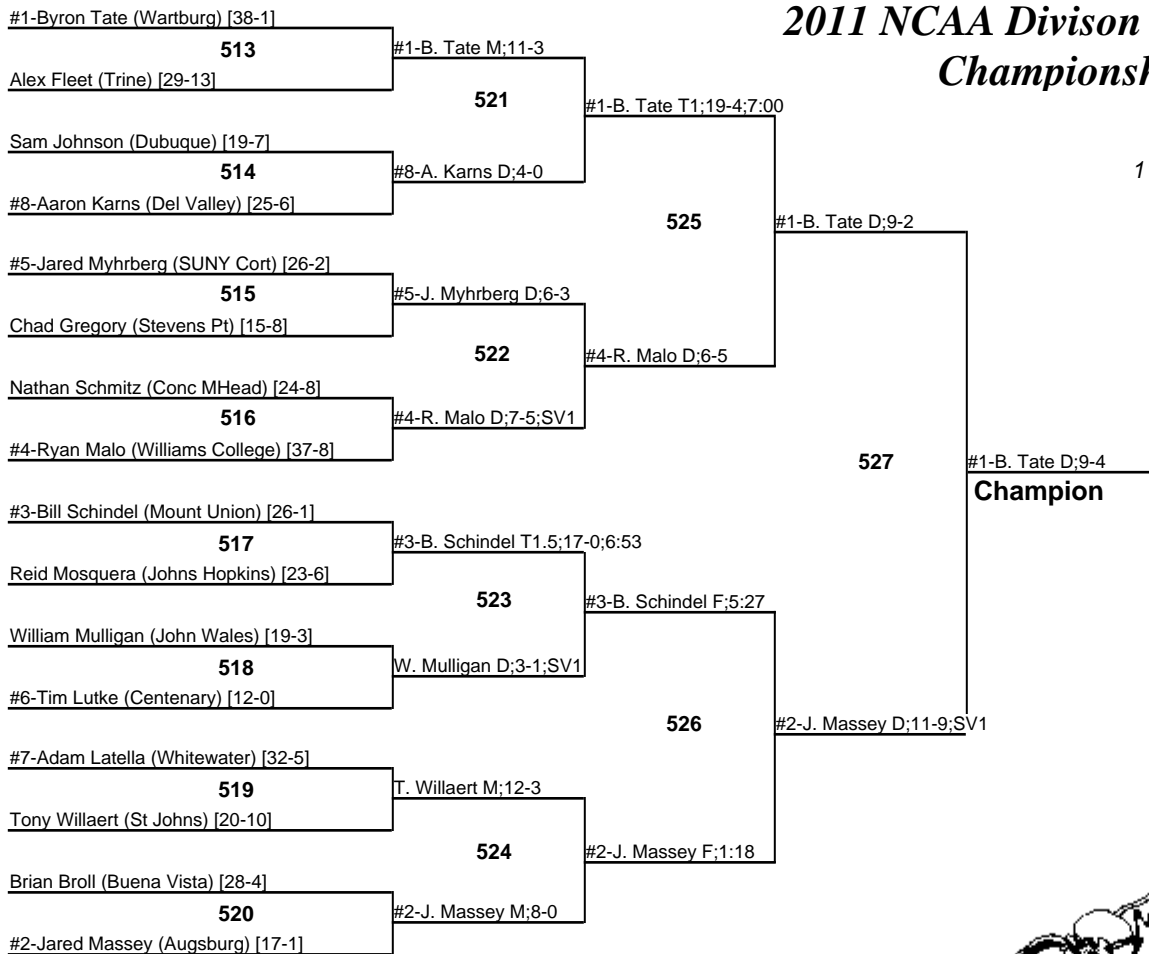 2011 NCAA Divison
Championsh
1
#1-Byron Tate (Wartburg) [38-1]
513
Alex Fleet (Trine) [29-13]
Sam Johnson (Dubuque) [19-7]
514
#8-Aaron Karns (Del Valley) [25-6]
#5-Jared Myhrberg (SUNY Cort) [26-2]
515
Chad Gregory (Stevens Pt) [15-8]
Nathan Schmitz (Conc MHead) [24-8]
516
#4-Ryan Malo (Williams College) [37-8]
#3-Bill Schindel (Mount Union) [26-1]
517
Reid Mosquera (Johns Hopkins) [23-6]
William Mulligan (John Wales) [19-3]
518
#6-Tim Lutke (Centenary) [12-0]
#7-Adam Latella (Whitewater) [32-5]
519
Tony Willaert (St Johns) [20-10]
Brian Broll (Buena Vista) [28-4]
520
#2-Jared Massey (Augsburg) [17-1]
#1-B. Tate M;11-3
521
#8-A. Karns D;4-0
#5-J. Myhrberg D;6-3
522
#4-R. Malo D;7-5;SV1
#3-B. Schindel T1.5;17-0;6:53
523
W. Mulligan D;3-1;SV1
T. Willaert M;12-3
524
#2-J. Massey M;8-0
#1-B. Tate T1;19-4;7:00
525
#4-R. Malo D;6-5
#3-B. Schindel F;5:27
526
#2-J. Massey F;1:18
#1-B. Tate D;9-2
527
#2-J. Massey D;11-9;SV1
#1-B. Tate D;9-4
Champion